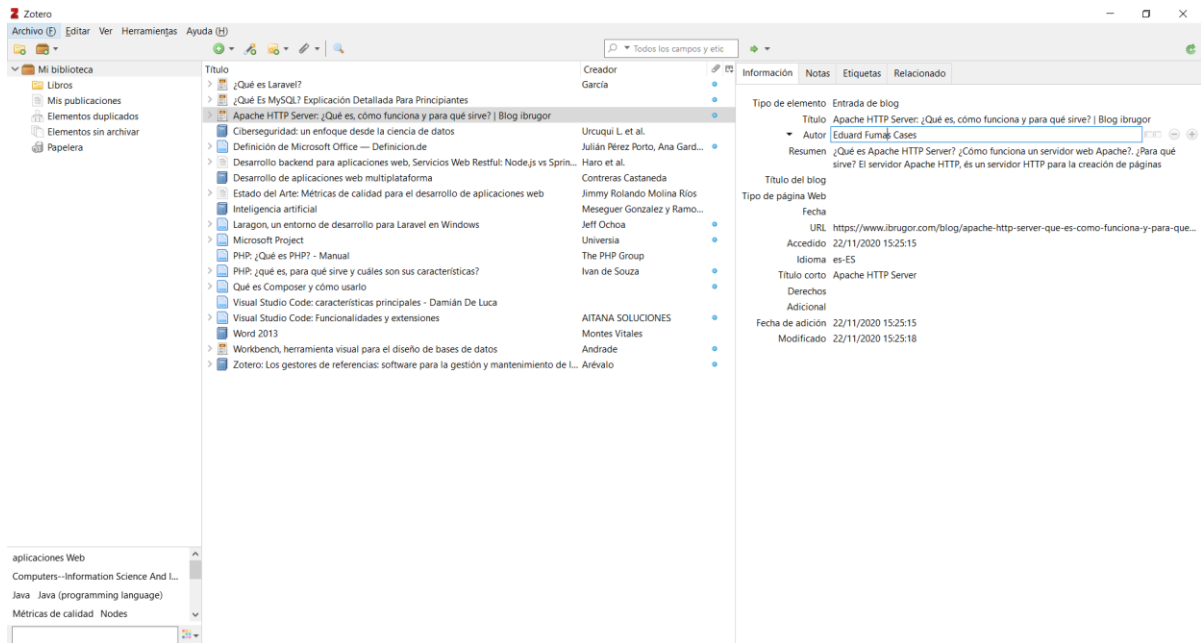 Zotero
Archivo (F) Editar Ver Herramientas Ayuda (H)
Todos los campos y etic
Mi biblioteca
Libros
Mis publicaciones
Elementos duplicados
Elementos sin archivar
Papelera
Título Creador
¿Qué es Laravel? García
¿Qué Es MySQL? Explicación Detallada Para Principiantes
Apache HTTP Server: ¿Qué es, cómo funciona y para qué sirve? | Blog ibrugor
Ciberseguridad: un enfoque desde la ciencia de datos Urcuqui L. et al.
Definición de Microsoft Office — Definicion.de Julián Pérez Porto, Ana Gard...
Desarrollo backend para aplicaciones web, Servicios Web Restful: Node.js vs Sprin... Haro et al.
Desarrollo de aplicaciones web multiplataforma Contreras Castaneda
Estado del Arte: Métricas de calidad para el desarrollo de aplicaciones web Jimmy Rolando Molina Ríos
Inteligencia artificial Meseguer Gonzalez y Ramo...
Laragon, un entorno de desarrollo para Laravel en Windows Jeff Ochoa
Microsoft Project Universia
PHP: ¿Qué es PHP? - Manual The PHP Group
PHP: ¿qué es, para qué sirve y cuáles son sus características? Ivan de Souza
Qué es Composer y cómo usarlo
Visual Studio Code: características principales - Damián De Luca
Visual Studio Code: Funcionalidades y extensiones AITANA SOLUCIONES
Word 2013 Montes Vitales
Workbench, herramienta visual para el diseño de bases de datos Andrade
Zotero: Los gestores de referencias: software para la gestión y mantenimiento de l... Arévalo
Información Notas Etiquetas Relacionado
Tipo de elemento Entrada de blog
Título Apache HTTP Server: ¿Qué es, cómo funciona y para qué sirve? | Blog ibrugor
Autor Eduard Fumas Cases
Resumen ¿Qué es Apache HTTP Server? ¿Cómo funciona un servidor web Apache?. ¿Para qué
sirve? El servidor Apache HTTP, és un servidor HTTP para la creación de páginas
Título del blog
Tipo de página Web
Fecha
URL https://www.ibrugor.com/blog/apache-http-server-que-es-como-funciona-y-para-que...
Accedido 22/11/2020 15:25:15
Idioma es-ES
Título corto Apache HTTP Server
Derechos
Adicional
Fecha de adición 22/11/2020 15:25:15
Modificado 22/11/2020 15:25:18
aplicaciones Web
Computers--Information Science And I...
Java Java (programming language)
Métricas de calidad Nodes